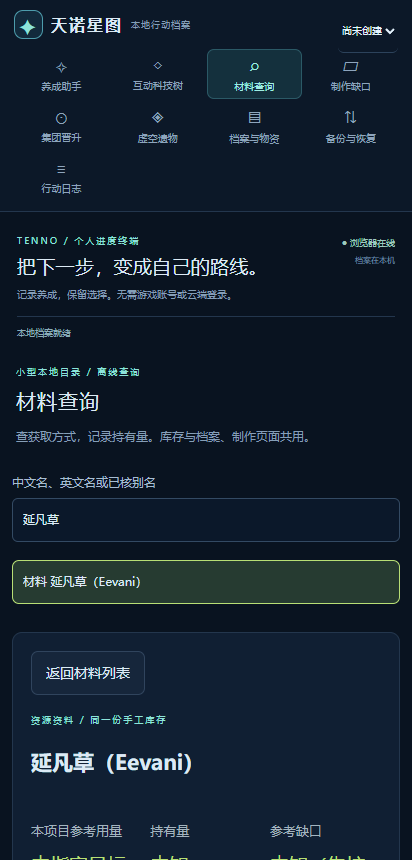 天诺星图 本地行动档案
尚未创建
养成助手 互动科技树 材料查询 制作缺口
集团晋升 虚空遗物 档案与物资 备份与恢复
行动日志
TENNO / 个人进度终端
浏览器在线
把下一步，变成自己的路线。
档案在本机
记录养成，保留选择。无需游戏账号或云端登录。
本地档案就绪
小型本地目录 / 离线查询
材料查询
查获取方式，记录持有量。库存与档案、制作页面共用。
中文名、英文名或已核别名
延凡草
材料 延凡草（Eevani）
返回材料列表
资源资料 / 同一份手工库存
延凡草（Eevani）
本项目参考用量 持有量 参考缺口